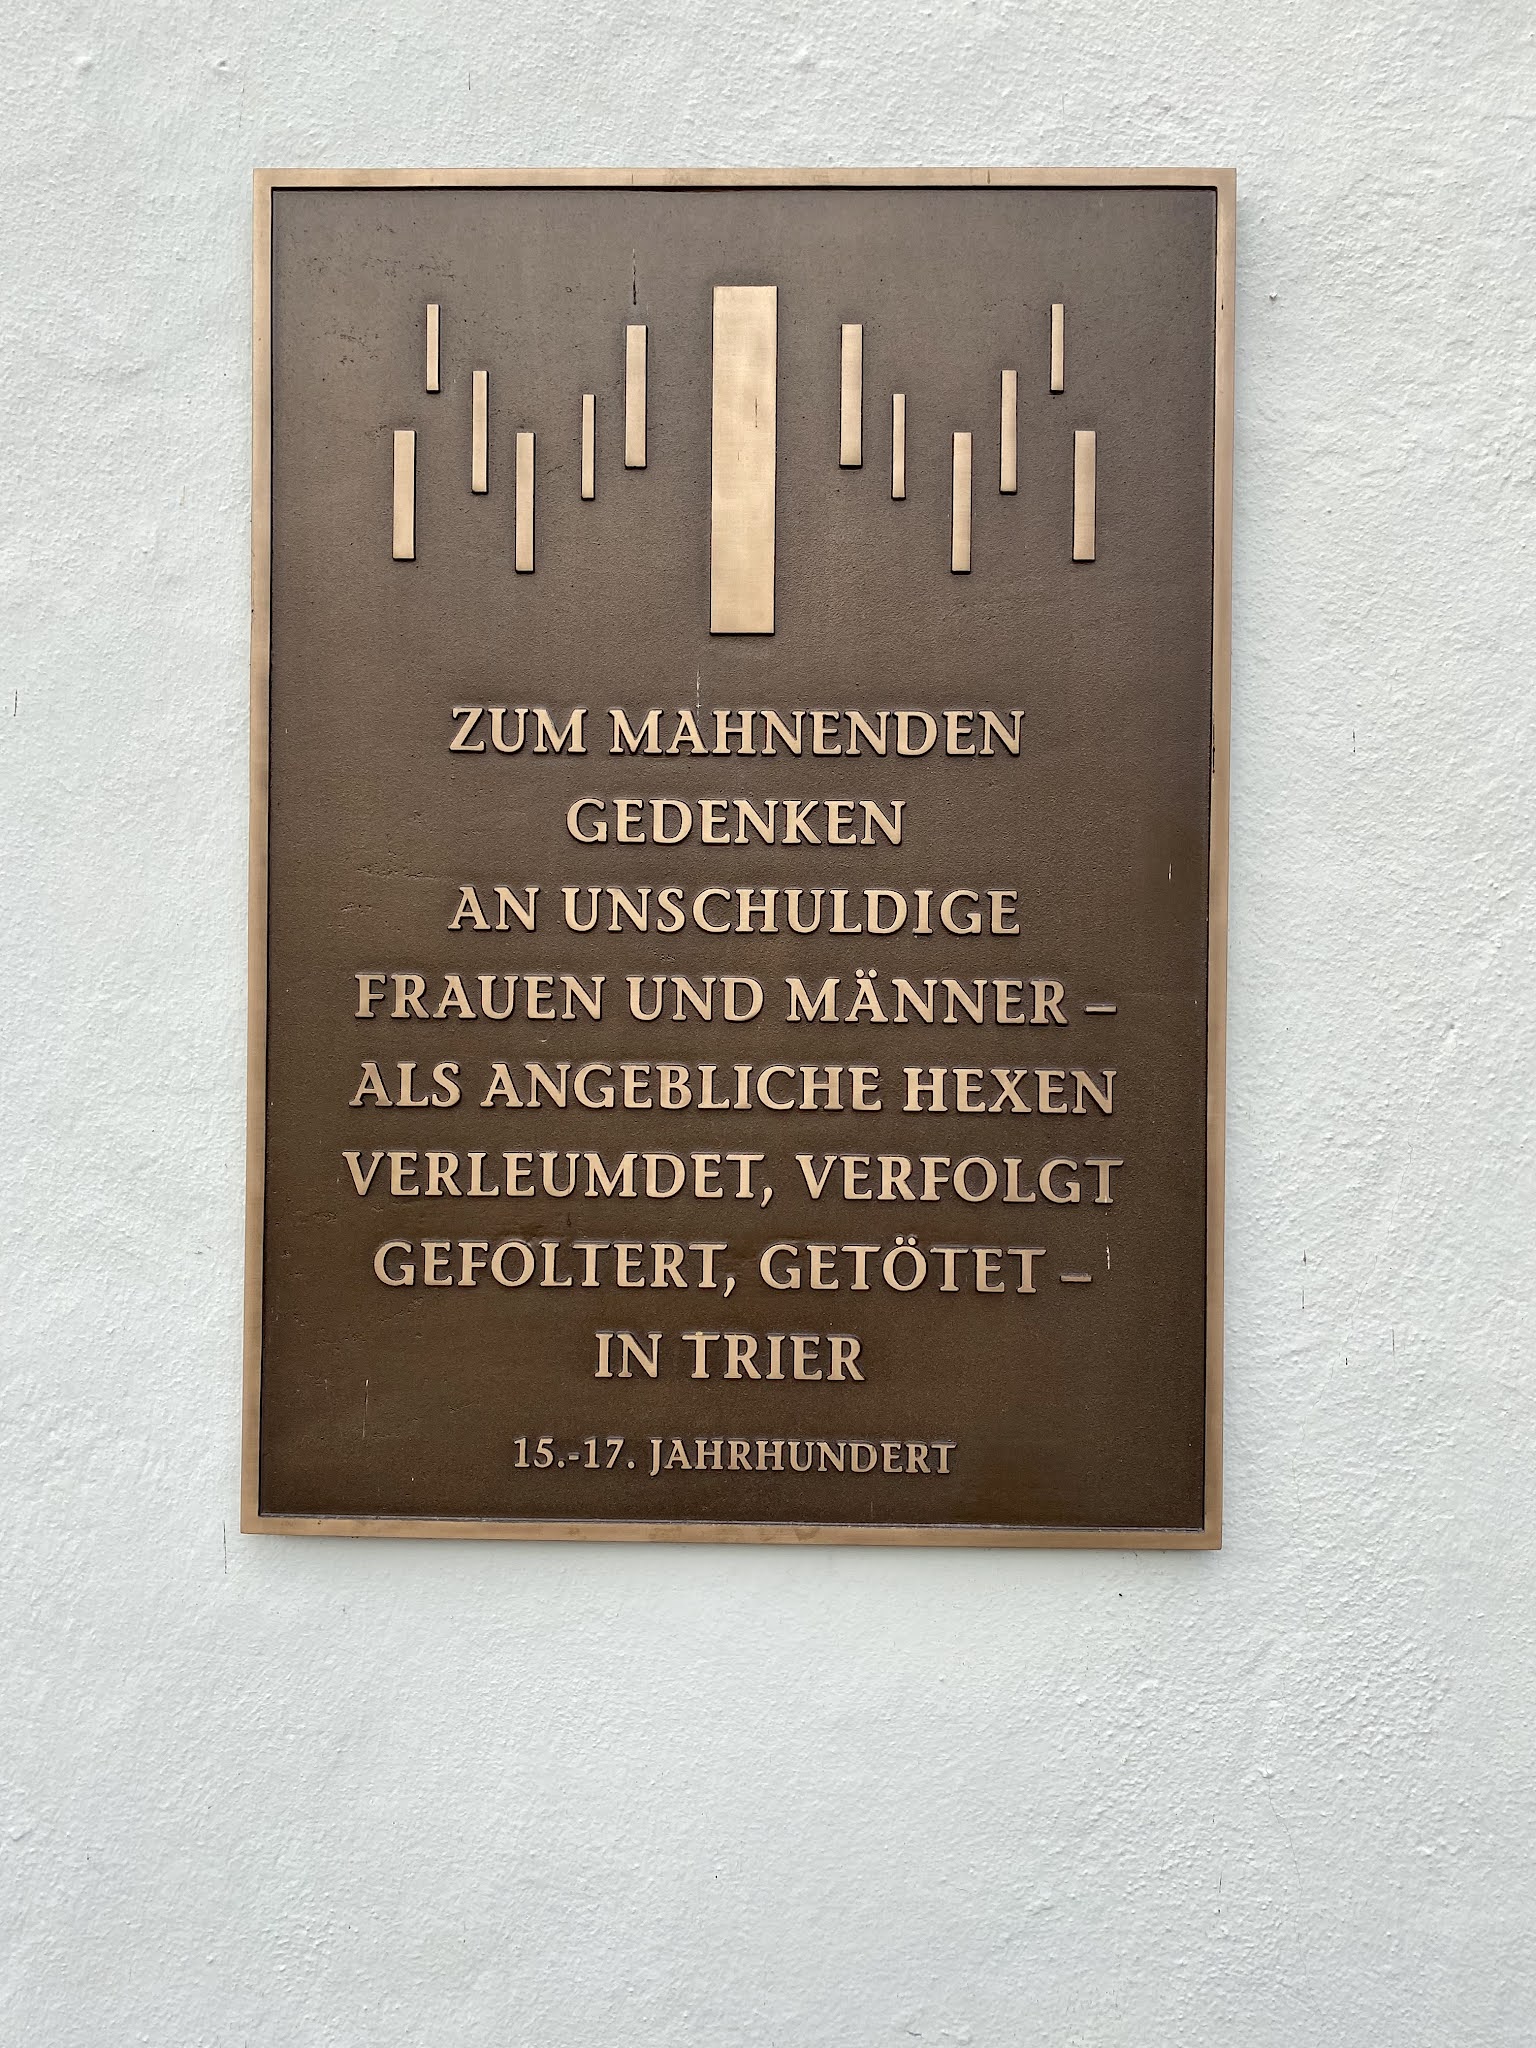 ZUM MAHNENDEN
GEDENKEN
AN UNSCHULDIGE
FRAUEN UND MÄNNER –
ALS ANGEBLICHE HEXEN
VERLEUMDET, VERFOLGT
GEFOLTERT, GETÖTET –
IN TRIER
15.-17. JAHRHUNDERT